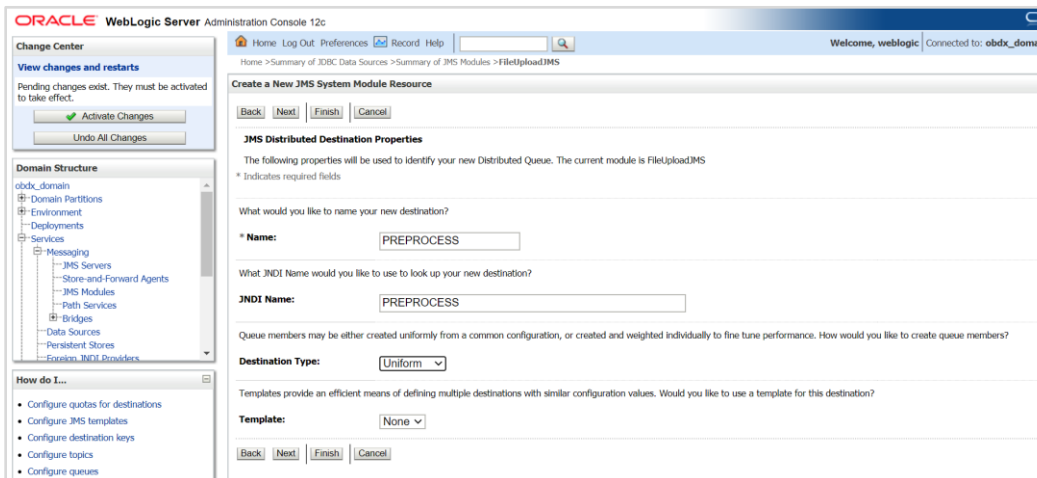 ORACLE WebLogic Server Administration Console 12c
Change Center
View changes and restarts
Pending changes exist. They must be activated
to take effect.
Activate Changes
Undo All Changes
Domain Structure
obdx_domain
Domain Partitions
Environment
Deployments
Services
Messaging
JMS Servers
Store-and-Forward Agents
JMS Modules
Path Services
Bridges
Data Sources
Persistent Stores
Foreign JNDI Providers
How do I...
Configure quotas for destinations
Configure JMS templates
Configure destination keys
Configure topics
Configure queues
Home Log Out Preferences Record Help
Welcome, weblogic Connected to: obdx_doma
Home >Summary of JDBC Data Sources >Summary of JMS Modules >FileUploadJMS
Create a New JMS System Module Resource
Back Next Finish Cancel
JMS Distributed Destination Properties
The following properties will be used to identify your new Distributed Queue. The current module is FileUploadJMS
* Indicates required fields
What would you like to name your new destination?
* Name: PREPROCESS
What JNDI Name would you like to use to look up your new destination?
JNDI Name: PREPROCESS
Queue members may be either created uniformly from a common configuration, or created and weighted individually to fine tune performance. How would you like to create queue members?
Destination Type: Uniform
Templates provide an efficient means of defining multiple destinations with similar configuration values. Would you like to use a template for this destination?
Template: None
Back Next Finish Cancel